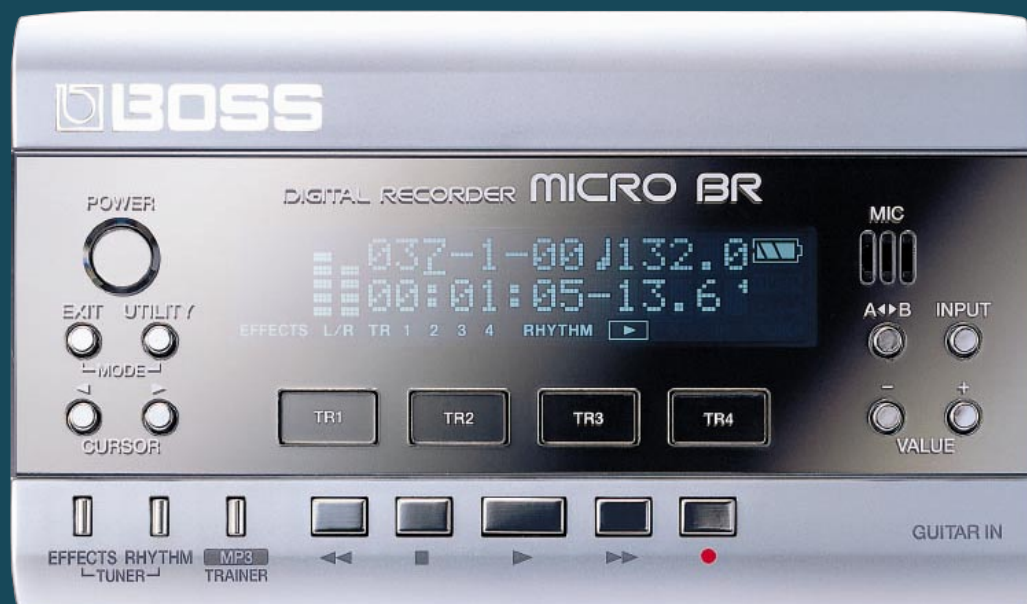 BOSS
DIGITAL RECORDER MICRO BR
POWER
MIC
037-1-00♩132.0
00:01:05-13.6
EFFECTS L/R TR 1 2 3 4 RHYTHM
EXIT UTILITY
MODE
A◂▸B INPUT
CURSOR
TR1 TR2 TR3 TR4
- +
VALUE
EFFECTS RHYTHM
TUNER
MP3
TRAINER
GUITAR IN